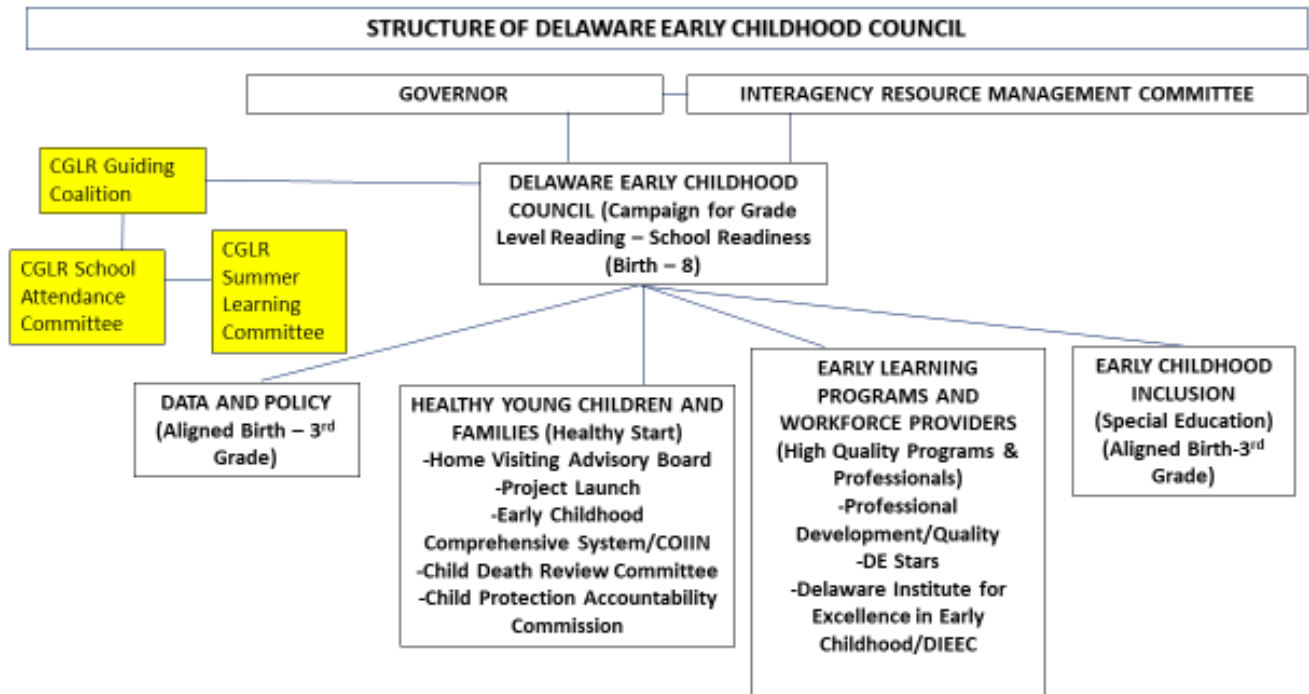 STRUCTURE OF DELAWARE EARLY CHILDHOOD COUNCIL
GOVERNOR
INTERAGENCY RESOURCE MANAGEMENT COMMITTEE
CGLR Guiding
Coalition
DELAWARE EARLY CHILDHOOD
COUNCIL (Campaign for Grade
Level Reading – School Readiness
(Birth – 8)
CGLR School
Attendance
Committee
CGLR
Summer
Learning
Committee
DATA AND POLICY
(Aligned Birth – 3rd
Grade)
HEALTHY YOUNG CHILDREN AND
FAMILIES (Healthy Start)
-Home Visiting Advisory Board
-Project Launch
-Early Childhood
Comprehensive System/COIIN
-Child Death Review Committee
-Child Protection Accountability
Commission
EARLY LEARNING
PROGRAMS AND
WORKFORCE PROVIDERS
(High Quality Programs &
Professionals)
-Professional
Development/Quality
-DE Stars
-Delaware Institute for
Excellence in Early
Childhood/DIEEC
EARLY CHILDHOOD
INCLUSION
(Special Education)
(Aligned Birth-3rd
Grade)